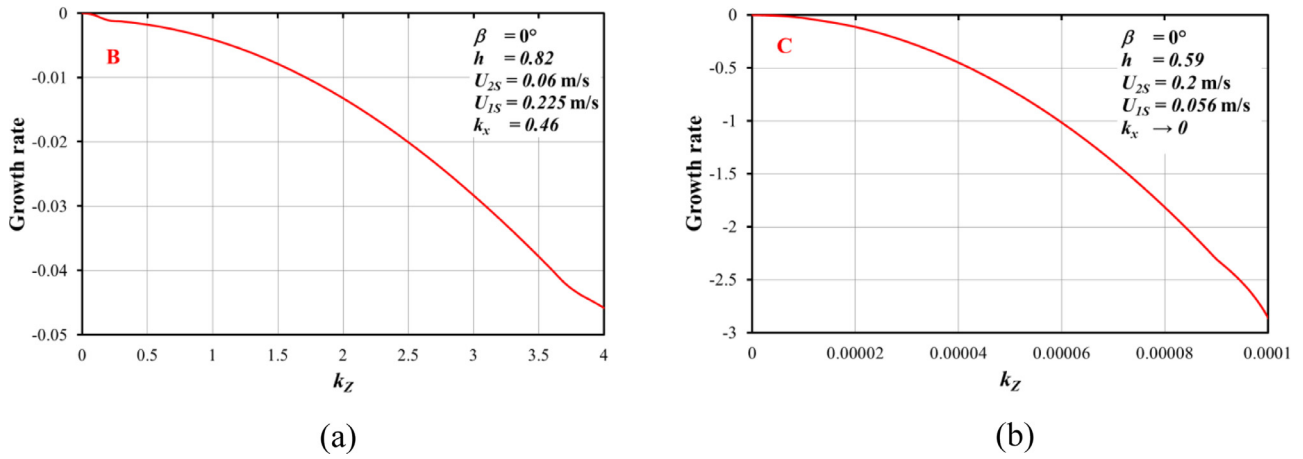 0
-0.01
-0.02
-0.03
-0.04
-0.05
Growth rate
B
β = 0°
h = 0.82
U2S = 0.06 m/s
U1S = 0.225 m/s
kx = 0.46
0 0.5 1 1.5 2 2.5 3 3.5 4
kZ
(a)
0
-0.5
-1
-1.5
-2
-2.5
-3
Growth rate
C
β = 0°
h = 0.59
U2S = 0.2 m/s
U1S = 0.056 m/s
kx → 0
0 0.00002 0.00004 0.00006 0.00008 0.0001
kZ
(b)